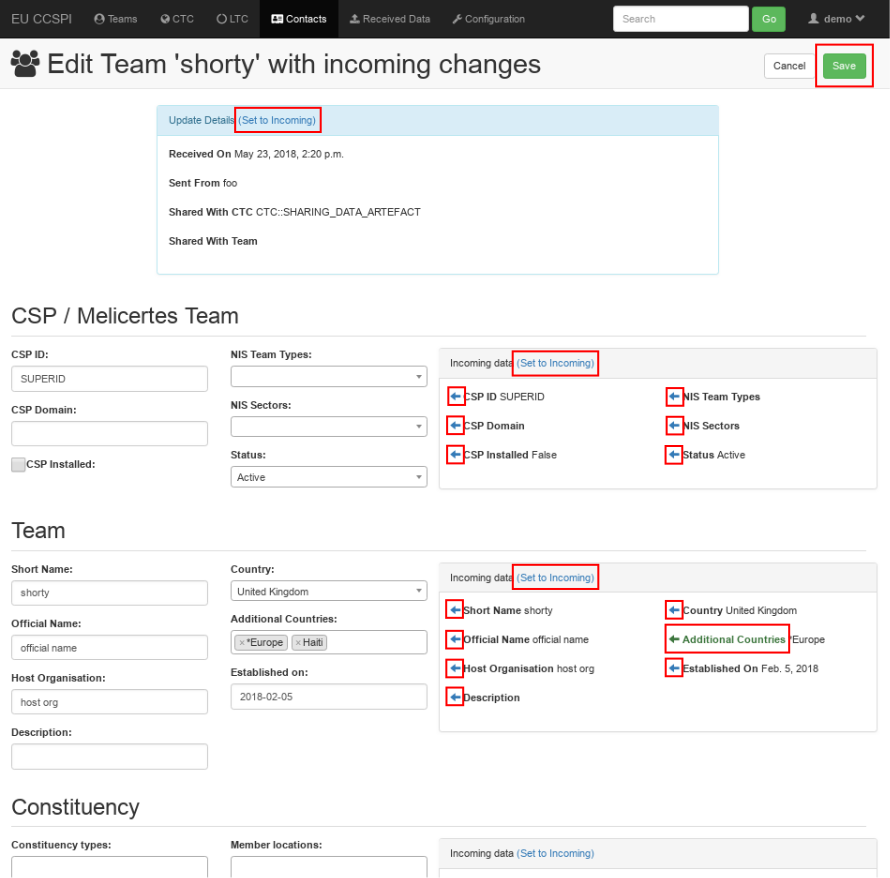 EU CCSPI Teams CTC LTC Contacts Received Data Configuration Search Go demo
Edit Team 'shorty' with incoming changes Cancel Save
Update Details (Set to Incoming)
Received On May 23, 2018, 2:20 p.m.
Sent From foo
Shared With CTC CTC::SHARING_DATA_ARTEFACT
Shared With Team
CSP / Melicertes Team
CSP ID:
SUPERID
CSP Domain:
CSP Installed:
NIS Team Types:
NIS Sectors:
Status:
Active
Incoming data (Set to Incoming)
CSP ID SUPERID
CSP Domain
CSP Installed False
NIS Team Types
NIS Sectors
Status Active
Team
Short Name:
shorty
Official Name:
official name
Host Organisation:
host org
Description:
Country:
United Kingdom
Additional Countries:
×*Europe ×Haiti
Established on:
2018-02-05
Incoming data (Set to Incoming)
Short Name shorty
Official Name official name
Host Organisation host org
Description
Country United Kingdom
Additional Countries *Europe
Established On Feb. 5, 2018
Constituency
Constituency types:
Member locations:
Incoming data (Set to Incoming)